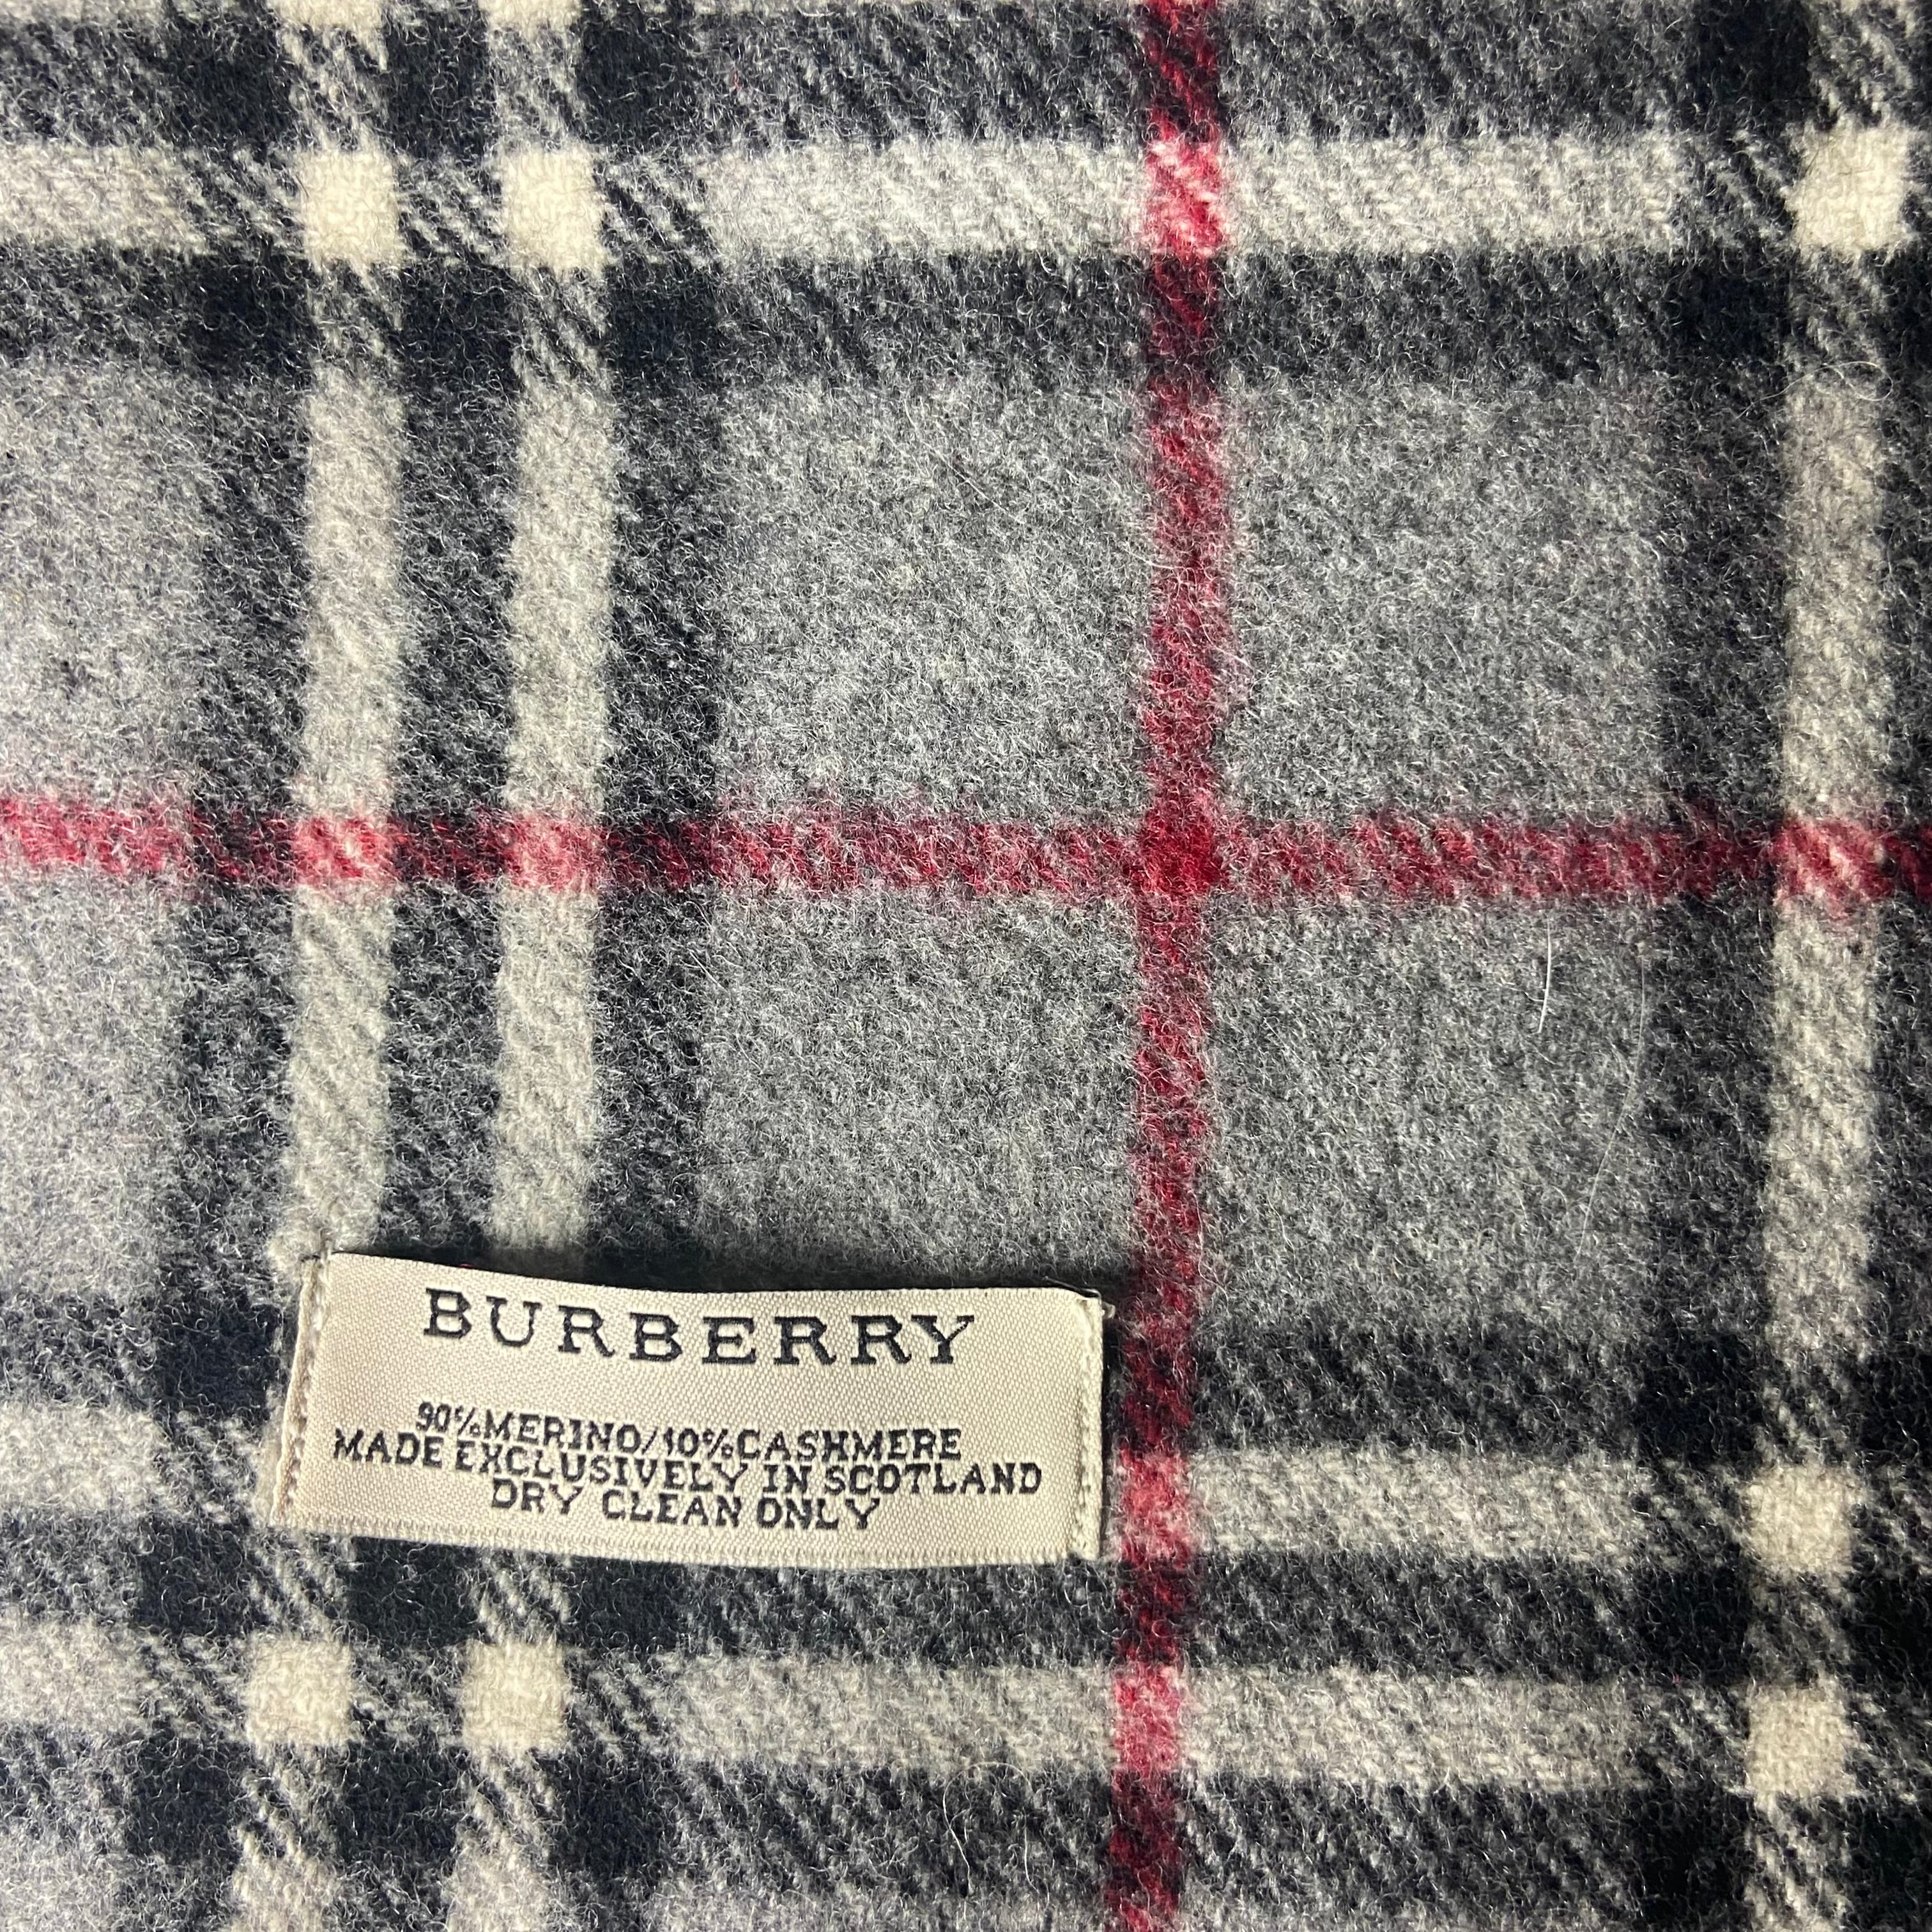 BURBERRY
90%MERINO/10%CASHMERE
MADE EXCLUSIVELY IN SCOTLAND
DRY CLEAN ONLY